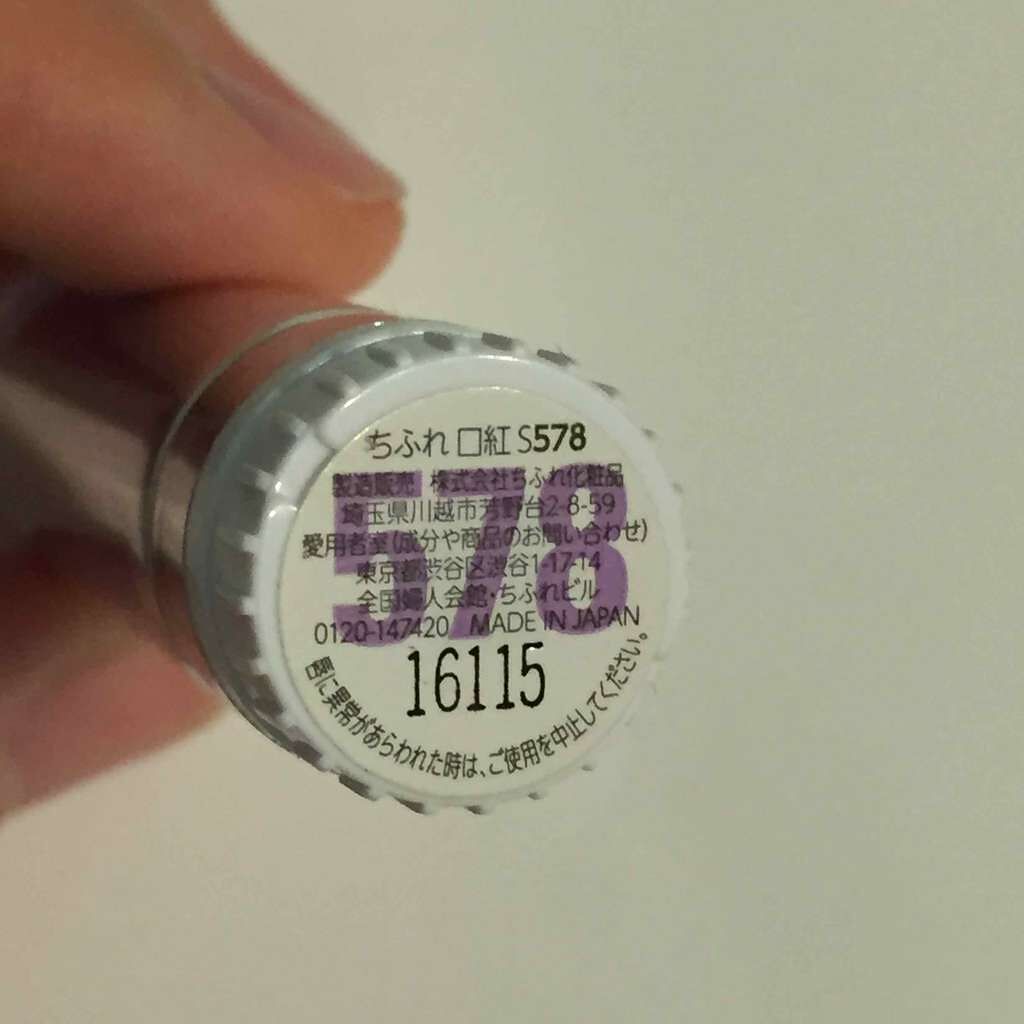 ちふれ 口紅 S578
578
製造販売 株式会社ちふれ化粧品
埼玉県川越市芳野台2-8-59
愛用者室(成分や商品のお問い合わせ)
東京都渋谷区渋谷1-17-14
全国婦人会館・ちふれビル
0120-147420 MADE IN JAPAN
16115
唇に異常があらわれた時は、ご使用を中止してください。